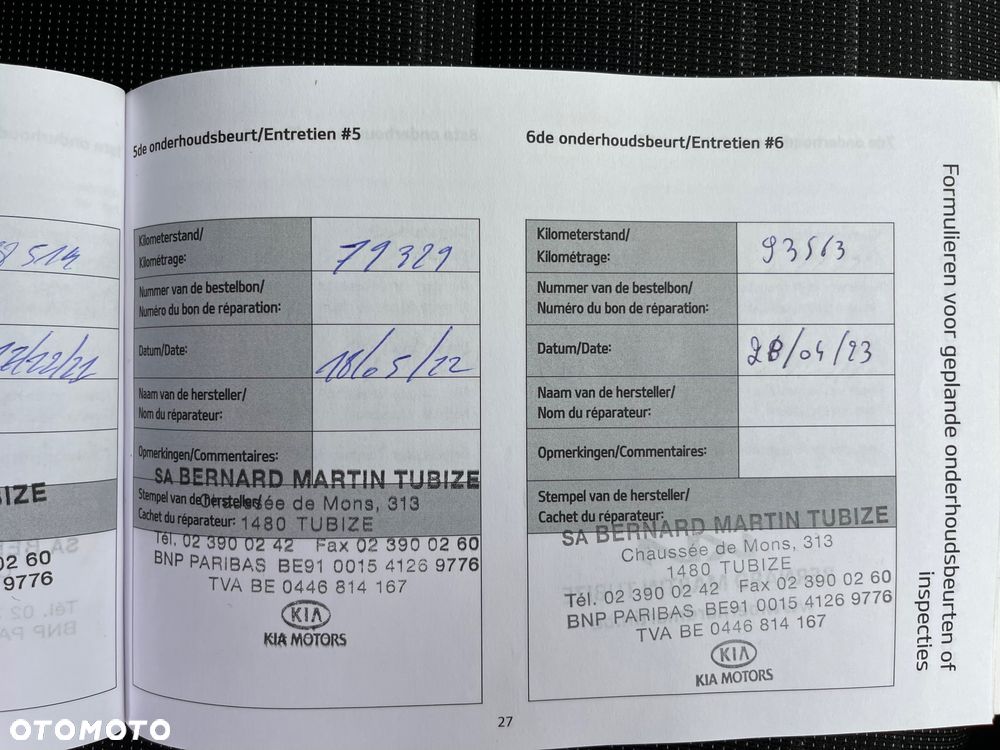 5de onderhoudsbeurt/Entretien #5
Kilometerstand/
Kilométrage:
79329
Nummer van de bestelbon/
Numéro du bon de réparation:
Datum/Date:
18/05/22
Naam van de hersteller/
Nom du réparateur:
Opmerkingen/Commentaires:
Stempel van de hersteller/
Cachet du réparateur:
SA BERNARD MARTIN TUBIZE
Chaussée de Mons, 313
1480 TUBIZE
Tél. 02 390 02 42 Fax 02 390 02 60
BNP PARIBAS BE91 0015 4126 9776
TVA BE 0446 814 167
KIA
KIA MOTORS
6de onderhoudsbeurt/Entretien #6
Kilometerstand/
Kilométrage:
93563
Nummer van de bestelbon/
Numéro du bon de réparation:
Datum/Date:
28/04/23
Naam van de hersteller/
Nom du réparateur:
Opmerkingen/Commentaires:
Stempel van de hersteller/
Cachet du réparateur:
SA BERNARD MARTIN TUBIZE
Chaussée de Mons, 313
1480 TUBIZE
Tél. 02 390 02 42 Fax 02 390 02 60
BNP PARIBAS BE91 0015 4126 9776
TVA BE 0446 814 167
KIA
KIA MOTORS
Formulieren voor geplande onderhoudsbeurten of
inspecties
27
02 60
9776
OTOMOTO